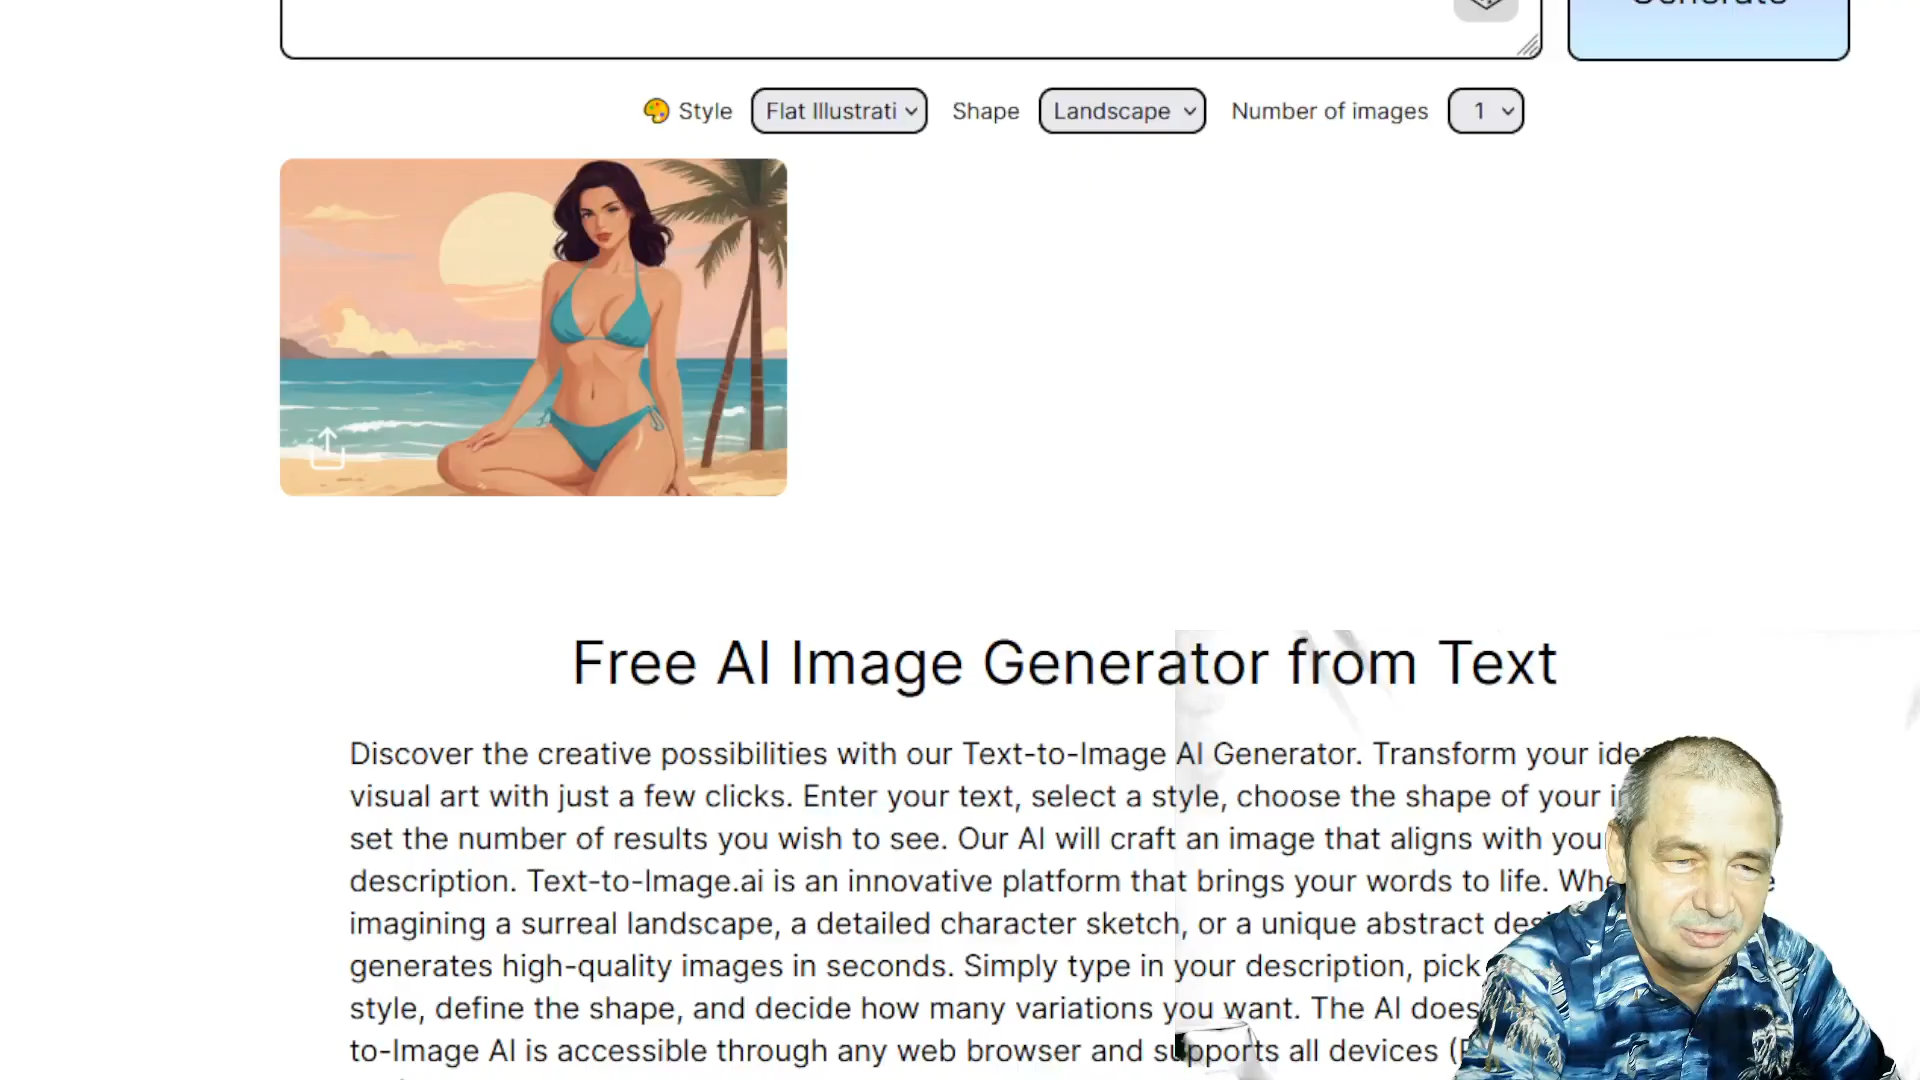 Generate
Style Flat Illustrati Shape Landscape Number of images 1
Free AI Image Generator from Text
Discover the creative possibilities with our Text-to-Image AI Generator. Transform your
visual art with just a few clicks. Enter your text, select a style, choose the shape of your
set the number of results you wish to see. Our AI will craft an image that aligns with your
description. Text-to-Image.ai is an innovative platform that brings your words to life.
imagining a surreal landscape, a detailed character sketch, or a unique abstract
generates high-quality images in seconds. Simply type in your description, pick
style, define the shape, and decide how many variations you want. The AI does
to-Image AI is accessible through any web browser and supports all devices